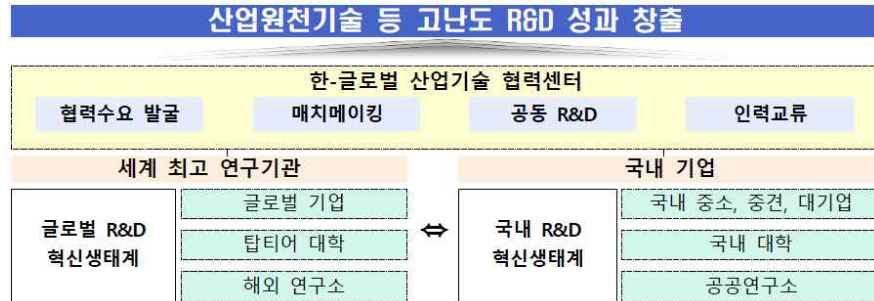 산업원천기술 등 고난도 R&D 성과 창출
한-글로벌 산업기술 협력센터
협력수요 발굴
매치메이킹
공동 R&D
인력교류
세계 최고 연구기관
국내 기업
글로벌 R&D
혁신생태계
글로벌 기업
탑티어 대학
해외 연구소
⇔
국내 R&D
혁신생태계
국내 중소, 중견, 대기업
국내 대학
공공연구소